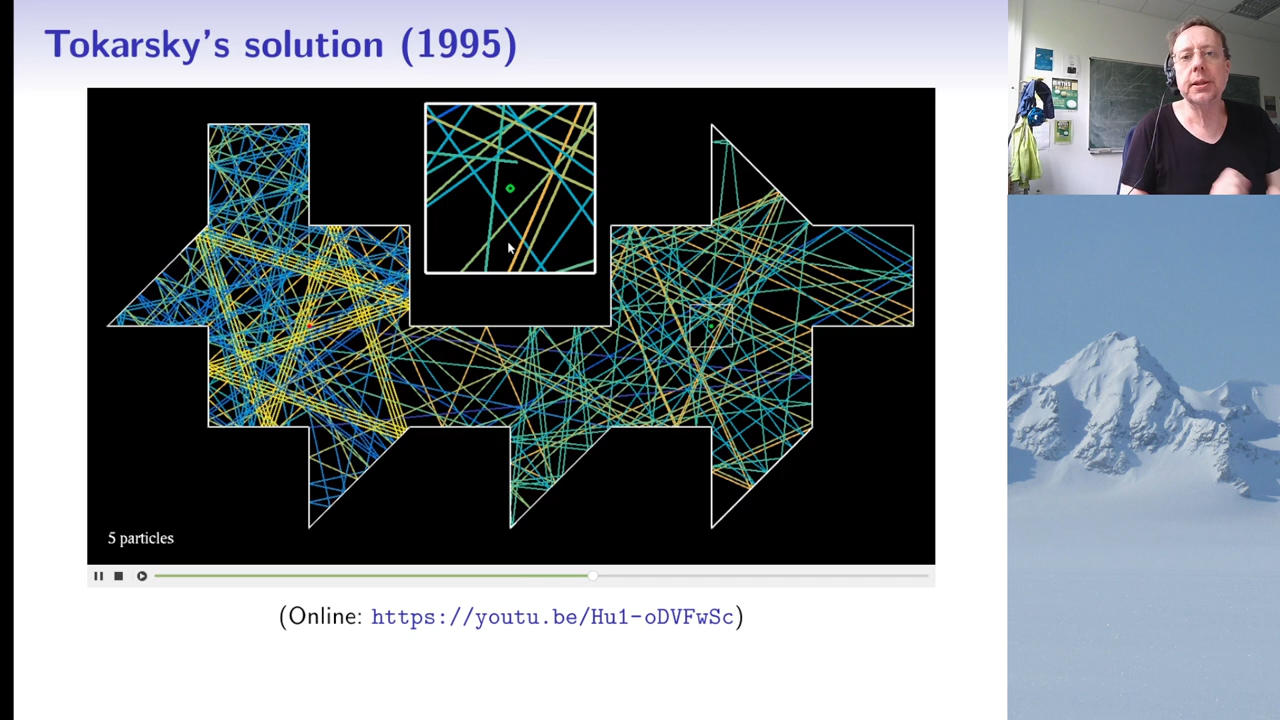 Tokarsky's solution (1995)
5 particles
(Online: https://youtu.be/Hu1-oDVFwSc)